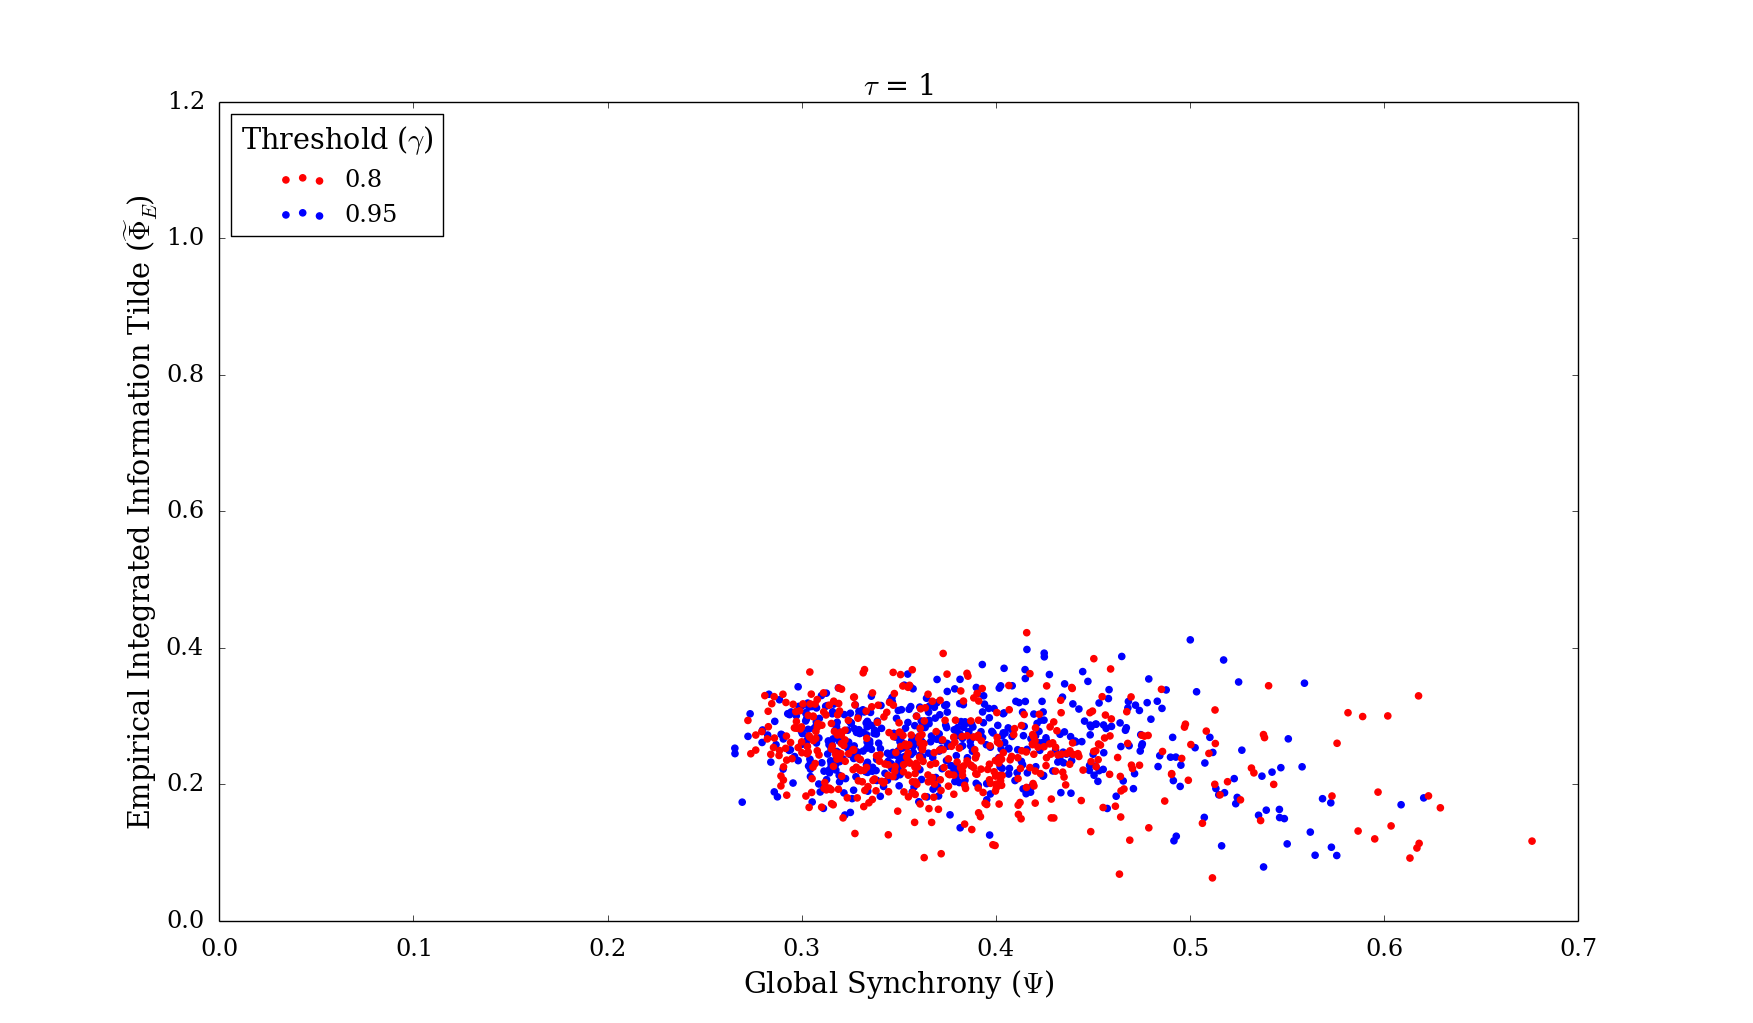 τ = 1
1.2
1.0
0.8
0.6
0.4
0.2
0.0
Empirical Integrated Information Tilde (Φ̃_E)
Threshold (γ)
0.8
0.95
0.0 0.1 0.2 0.3 0.4 0.5 0.6 0.7
Global Synchrony (Ψ)